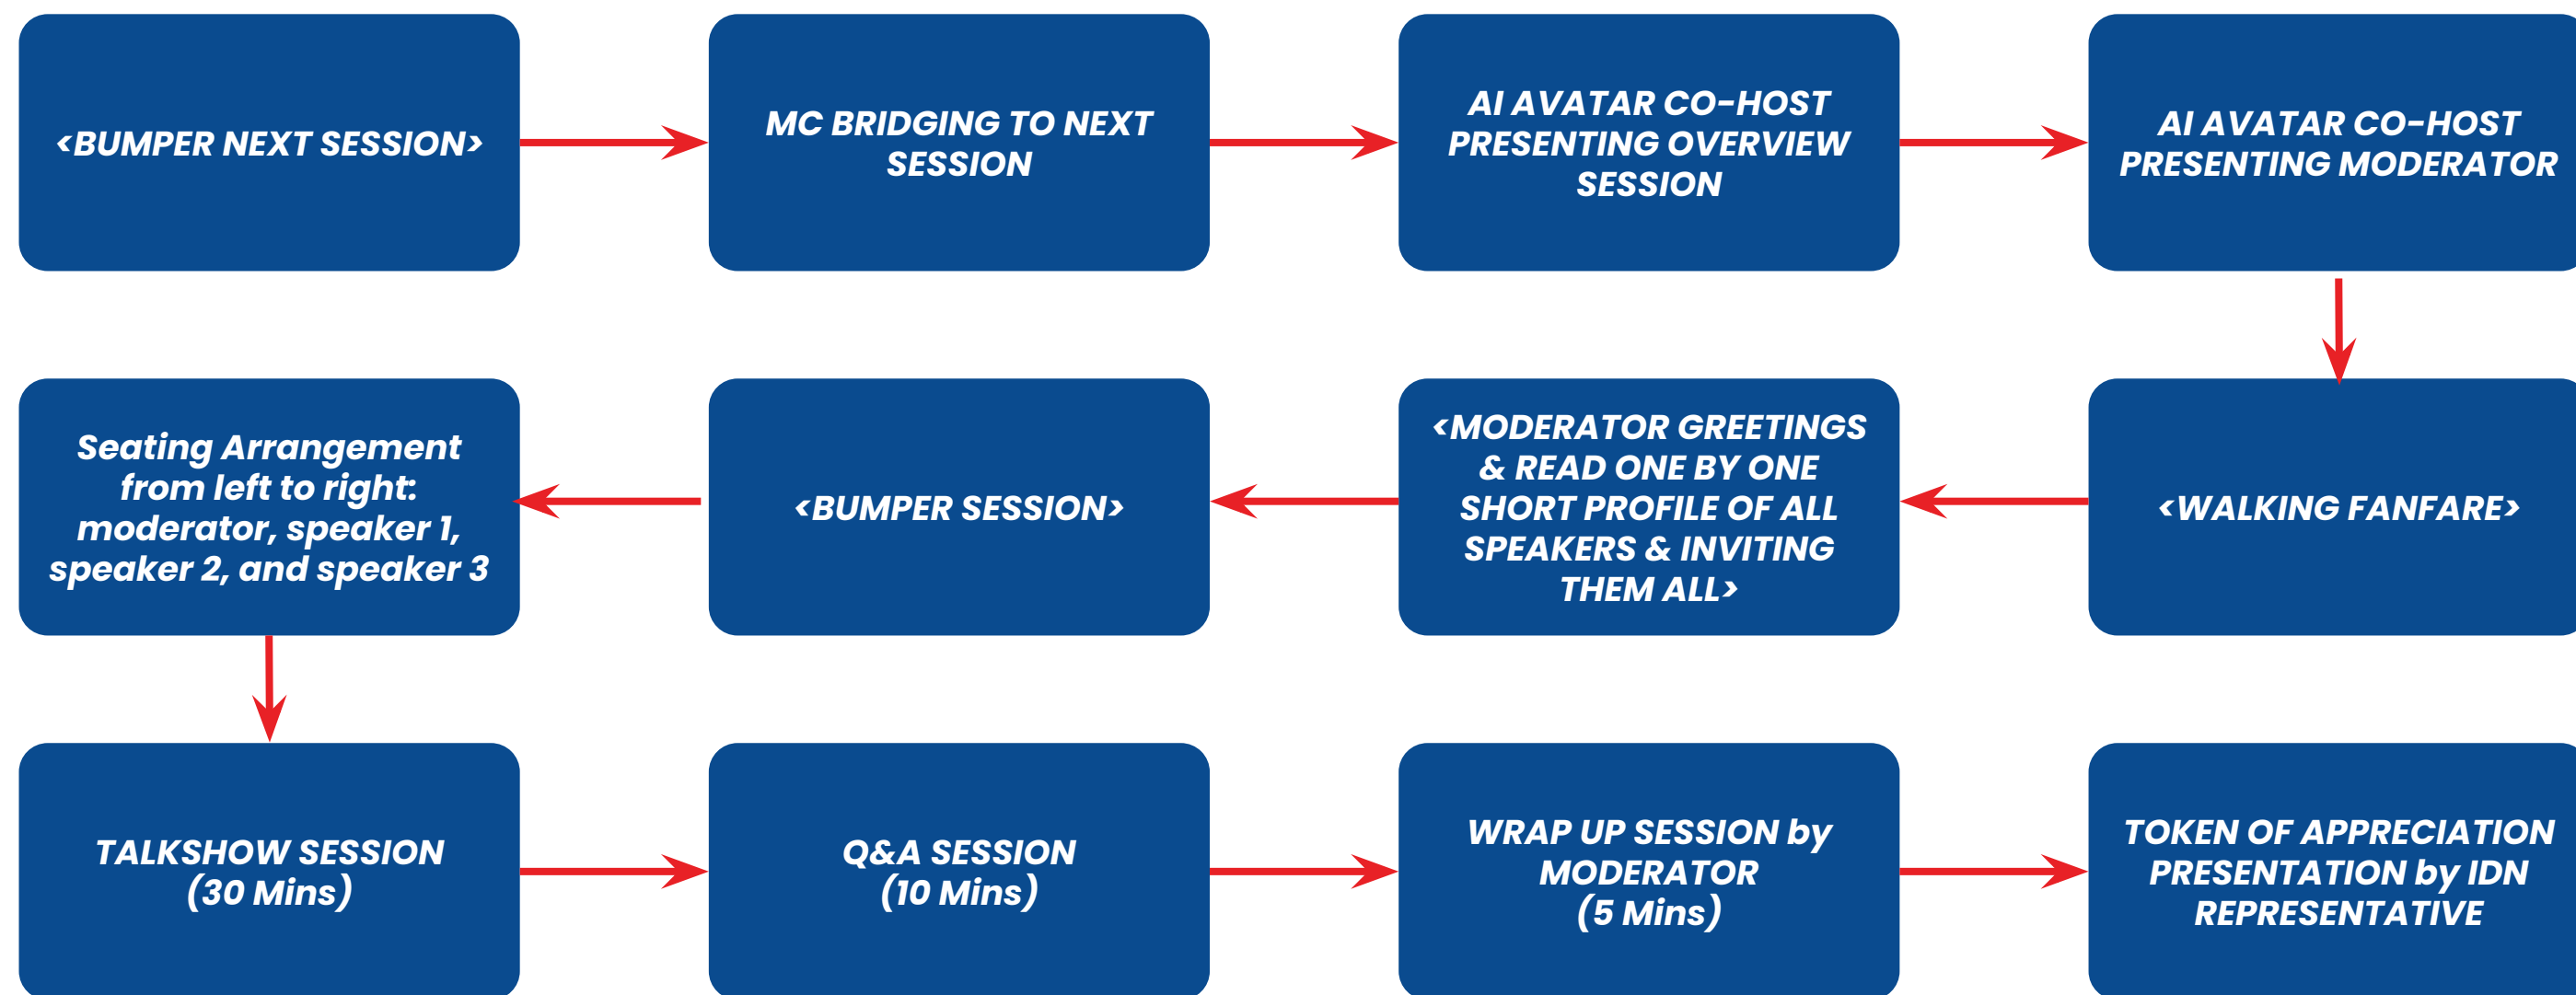 <BUMPER NEXT SESSION>
MC BRIDGING TO NEXT
SESSION
AI AVATAR CO-HOST
PRESENTING OVERVIEW
SESSION
AI AVATAR CO-HOST
PRESENTING MODERATOR
<WALKING FANFARE>
<MODERATOR GREETINGS
& READ ONE BY ONE
SHORT PROFILE OF ALL
SPEAKERS & INVITING
THEM ALL>
<BUMPER SESSION>
Seating Arrangement
from left to right:
moderator, speaker 1,
speaker 2, and speaker 3
TALKSHOW SESSION
(30 Mins)
Q&A SESSION
(10 Mins)
WRAP UP SESSION by
MODERATOR
(5 Mins)
TOKEN OF APPRECIATION
PRESENTATION by IDN
REPRESENTATIVE